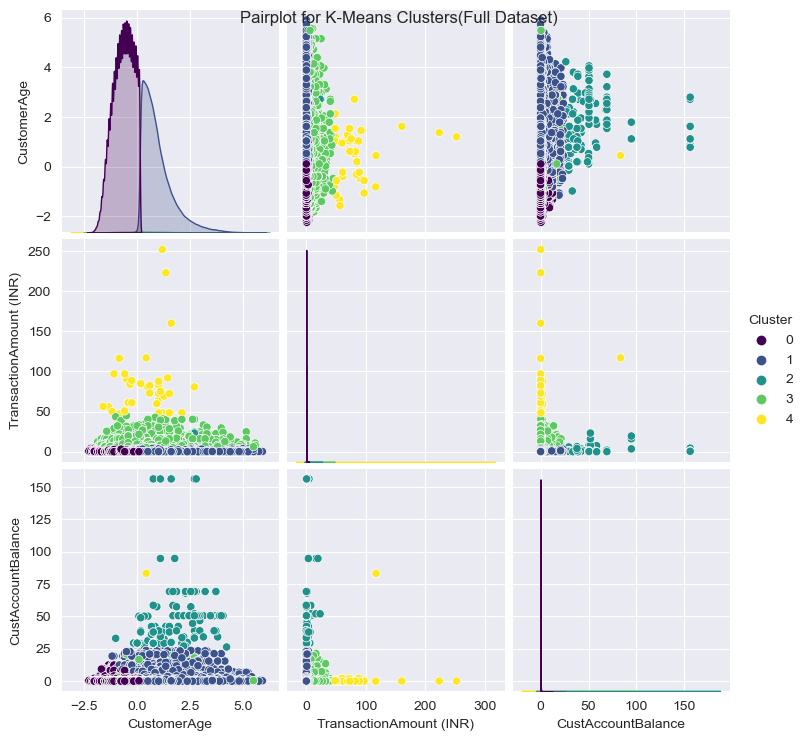 Pairplot for K-Means Clusters(Full Dataset)
6
4
2
0
−2
CustomerAge
250
200
150
100
50
0
TransactionAmount (INR)
150
125
100
75
50
25
0
CustAccountBalance
−2.5 0.0 2.5 5.0
CustomerAge
0 100 200 300
TransactionAmount (INR)
0 50 100 150
CustAccountBalance
Cluster
0
1
2
3
4